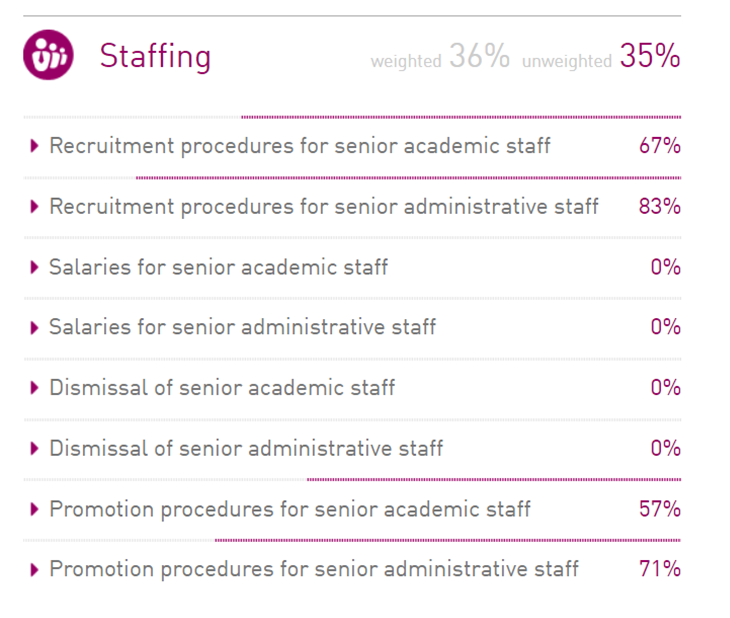 Staffing weighted 36% unweighted 35%
Recruitment procedures for senior academic staff 67%
Recruitment procedures for senior administrative staff 83%
Salaries for senior academic staff 0%
Salaries for senior administrative staff 0%
Dismissal of senior academic staff 0%
Dismissal of senior administrative staff 0%
Promotion procedures for senior academic staff 57%
Promotion procedures for senior administrative staff 71%